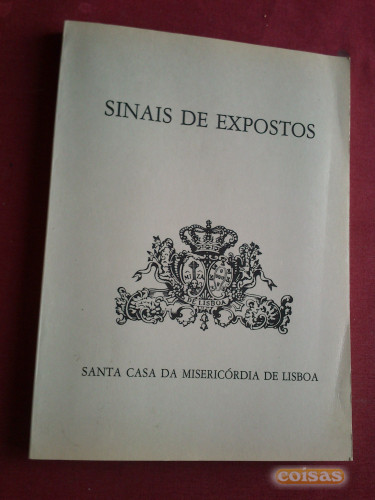 SINAIS DE EXPOSTOS
DE LISBOA
SANTA CASA DA MISERICÓRDIA DE LISBOA
coisas